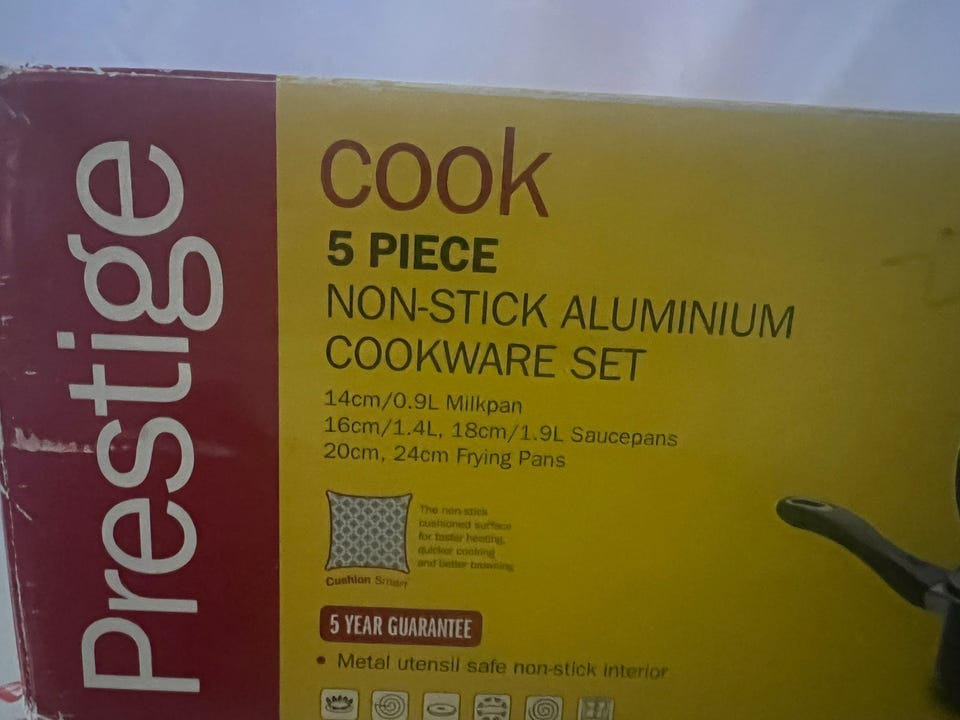 Prestige
cook
5 PIECE
NON-STICK ALUMINIUM
COOKWARE SET
14cm/0.9L Milkpan
16cm/1.4L, 18cm/1.9L Saucepans
20cm, 24cm Frying Pans
The non-stick
cushioned surface
for faster heating,
quicker cooking
and better browning
Cushion Smart
5 YEAR GUARANTEE
• Metal utensil safe non-stick interior